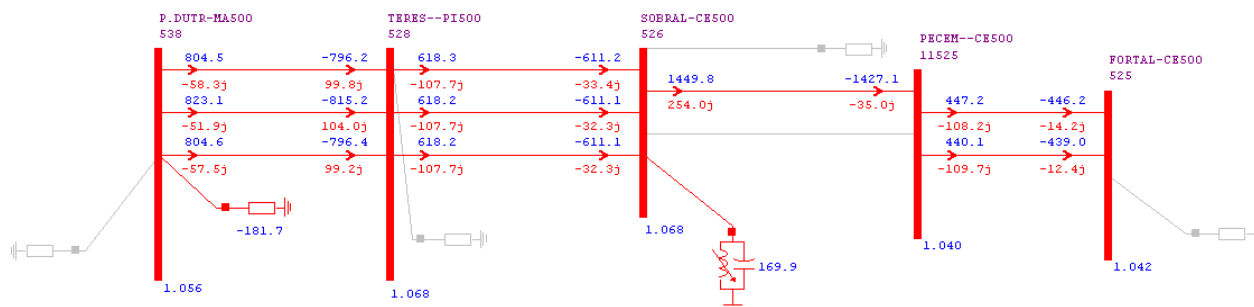 P.DUTR-MA500
538
TERES--PI500
528
SOBRAL-CE500
526
PECEM--CE500
11525
FORTAL-CE500
525
804.5
-796.2
-58.3j
99.8j
823.1
-815.2
-51.9j
104.0j
804.6
-796.4
-57.5j
99.2j
618.3
-611.2
-107.7j
-33.4j
618.2
-611.1
-107.7j
-32.3j
618.2
-611.1
-107.7j
-32.3j
1449.8
-1427.1
254.0j
-35.0j
447.2
-446.2
-108.2j
-14.2j
440.1
-439.0
-109.7j
-12.4j
-181.7
169.9
1.056
1.068
1.068
1.040
1.042